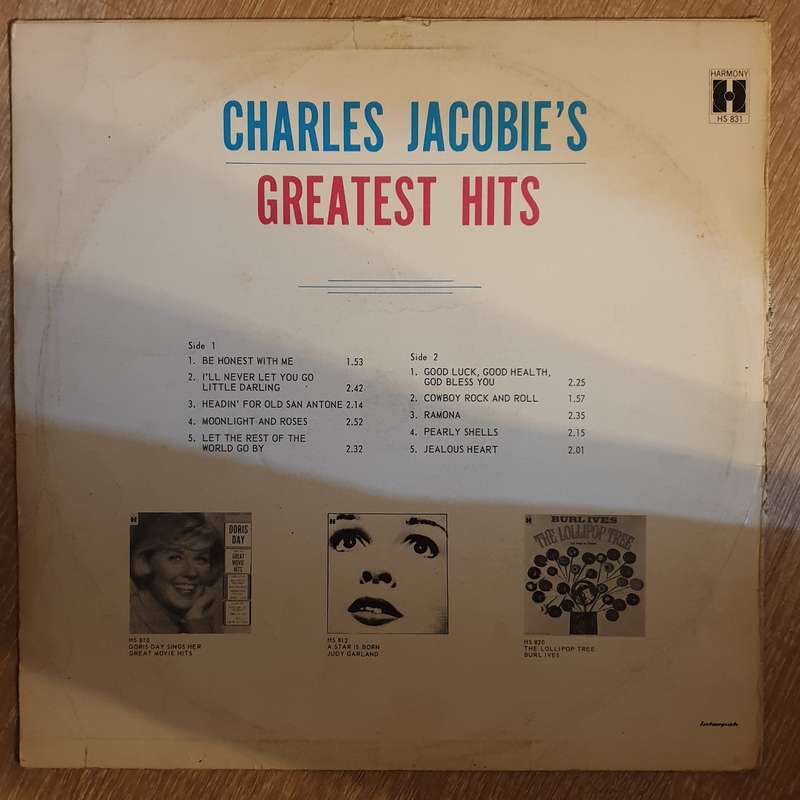 HARMONY
HS 831
CHARLES JACOBIE'S
GREATEST HITS
Side 1
1. BE HONEST WITH ME 1.53
2. I'LL NEVER LET YOU GO
LITTLE DARLING 2.42
3. HEADIN' FOR OLD SAN ANTONE 2.14
4. MOONLIGHT AND ROSES 2.52
5. LET THE REST OF THE
WORLD GO BY 2.32
Side 2
1. GOOD LUCK, GOOD HEALTH,
GOD BLESS YOU 2.25
2. COWBOY ROCK AND ROLL 1.57
3. RAMONA 2.35
4. PEARLY SHELLS 2.15
5. JEALOUS HEART 2.01
DORIS
DAY
GREAT
MOVIE
HITS
HS 810
DORIS DAY SINGS HER
GREAT MOVIE HITS
HS 812
A STAR IS BORN
JUDY GARLAND
BURL IVES
THE LOLLIPOP TREE
HS 820
THE LOLLIPOP TREE
BURL IVES